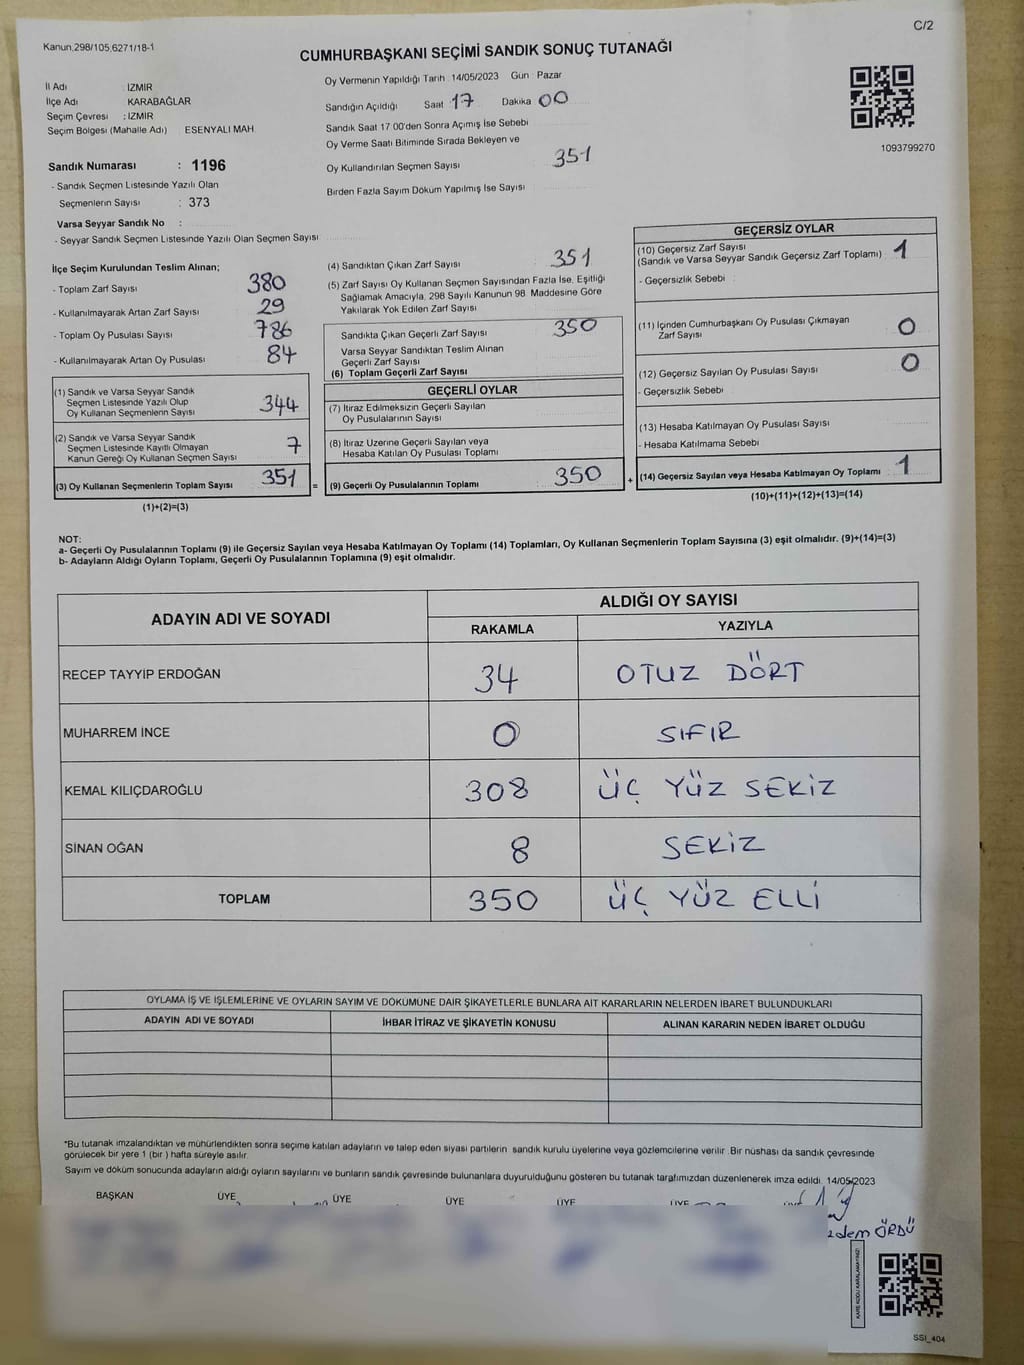 C/2
Kanun,298/105,6271/18-1
CUMHURBAŞKANI SEÇİMİ SANDIK SONUÇ TUTANAĞI
1093799270
İl Adı : İZMİR
İlçe Adı KARABAĞLAR
Seçim Çevresi : İZMİR
Seçim Bölgesi (Mahalle Adı) ESENYALI MAH.
Sandık Numarası : 1196
- Sandık Seçmen Listesinde Yazılı Olan
Seçmenlerin Sayısı : 373
Varsa Seyyar Sandık No :
- Seyyar Sandık Seçmen Listesinde Yazılı Olan Seçmen Sayısı
Oy Vermenin Yapıldığı Tarih 14/05/2023 Gün : Pazar
Sandığın Açıldığı Saat 17 Dakika 00
Sandık Saat 17:00'den Sonra Açımış İse Sebebi
Oy Verme Saati Bitiminde Sırada Bekleyen ve
Oy Kullandırılan Seçmen Sayısı 351
Birden Fazla Sayım Döküm Yapılmış İse Sayısı
İlçe Seçim Kurulundan Teslim Alınan;
- Toplam Zarf Sayısı 380
- Kullanılmayarak Artan Zarf Sayısı 29
- Toplam Oy Pusulası Sayısı 786
- Kullanılmayarak Artan Oy Pusulası 84
(1) Sandık ve Varsa Seyyar Sandık
Seçmen Listesinde Yazılı Olup
Oy Kullanan Seçmenlerin Sayısı 344
(2) Sandık ve Varsa Seyyar Sandık
Seçmen Listesinde Kayıtlı Olmayan
Kanun Gereği Oy Kullanan Seçmen Sayısı 7
(3) Oy Kullanan Seçmenlerin Toplam Sayısı 351 =
(1)+(2)=(3)
(4) Sandıktan Çıkan Zarf Sayısı 351
(5) Zarf Sayısı Oy Kullanan Seçmen Sayısından Fazla İse, Eşitliği
Sağlamak Amacıyla, 298 Sayılı Kanunun 98. Maddesine Göre
Yakılarak Yok Edilen Zarf Sayısı
Sandıkta Çıkan Geçerli Zarf Sayısı 350
Varsa Seyyar Sandıktan Teslim Alınan
Geçerli Zarf Sayısı
(6) Toplam Geçerli Zarf Sayısı
GEÇERLİ OYLAR
(7) İtiraz Edilmeksizin Geçerli Sayılan
Oy Pusulalarının Sayısı
(8) İtiraz Üzerine Geçerli Sayılan veya
Hesaba Katılan Oy Pusulası Toplamı
(9) Geçerli Oy Pusulalarının Toplamı 350 +
GEÇERSİZ OYLAR
(10) Geçersiz Zarf Sayısı
(Sandık ve Varsa Seyyar Sandık Geçersiz Zarf Toplamı) 1
- Geçersizlik Sebebi :
(11) İçinden Cumhurbaşkanı Oy Pusulası Çıkmayan
Zarf Sayısı 0
(12) Geçersiz Sayılan Oy Pusulası Sayısı 0
- Geçersizlik Sebebi
(13) Hesaba Katılmayan Oy Pusulası Sayısı
- Hesaba Katılmama Sebebi
(14) Geçersiz Sayılan veya Hesaba Katılmayan Oy Toplamı 1
(10)+(11)+(12)+(13)=(14)
NOT:
a- Geçerli Oy Pusulalarının Toplamı (9) ile Geçersiz Sayılan veya Hesaba Katılmayan Oy Toplamı (14) Toplamları, Oy Kullanan Seçmenlerin Toplam Sayısına (3) eşit olmalıdır. (9)+(14)=(3)
b- Adayların Aldığı Oyların Toplamı, Geçerli Oy Pusulalarının Toplamına (9) eşit olmalıdır.
ADAYIN ADI VE SOYADI
ALDIĞI OY SAYISI
RAKAMLA YAZIYLA
RECEP TAYYİP ERDOĞAN 34 OTUZ DÖRT
MUHARREM İNCE 0 SIFIR
KEMAL KILIÇDAROĞLU 308 ÜÇ YÜZ SEKİZ
SİNAN OĞAN 8 SEKİZ
TOPLAM 350 ÜÇ YÜZ ELLİ
OYLAMA İŞ VE İŞLEMLERİNE VE OYLARIN SAYIM VE DÖKÜMÜNE DAİR ŞİKAYETLERLE BUNLARA AİT KARARLARIN NELERDEN İBARET BULUNDUKLARI
ADAYIN ADI VE SOYADI İHBAR İTİRAZ VE ŞİKAYETİN KONUSU ALINAN KARARIN NEDEN İBARET OLDUĞU
*Bu tutanak imzalandıktan ve mühürlendikten sonra seçime katılan adayların ve talep eden siyasi partilerin sandık kurulu üyelerine veya gözlemcilerine verilir. Bir nüshası da sandık çevresinde
görülecek bir yere 1 (bir ) hafta süreyle asılır.
Sayım ve döküm sonucunda adayların aldığı oyların sayılarını ve bunların sandık çevresinde bulunanlara duyurulduğunu gösteren bu tutanak tarafımızdan düzenlenerek imza edildi. 14/05/2023
BAŞKAN ÜYE ÜYE ÜYE ÜYE ÜYE
ÖRDÜ
KARE KODU KARALAMAYINIZ!
SSİ_404